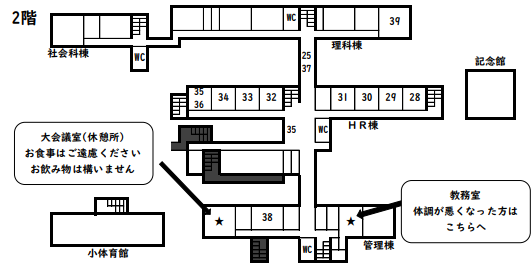 2階
39
WC
社会科棟
WC
理科棟
25
37
記念館
35
36
34
33
32
31
30
29
28
HR棟
35
WC
大会議室(休憩所)
お食事はご遠慮ください
お飲み物は構いません
教務室
体調が悪くなった方は
こちらへ
★
38
★
小体育館
WC
管理棟